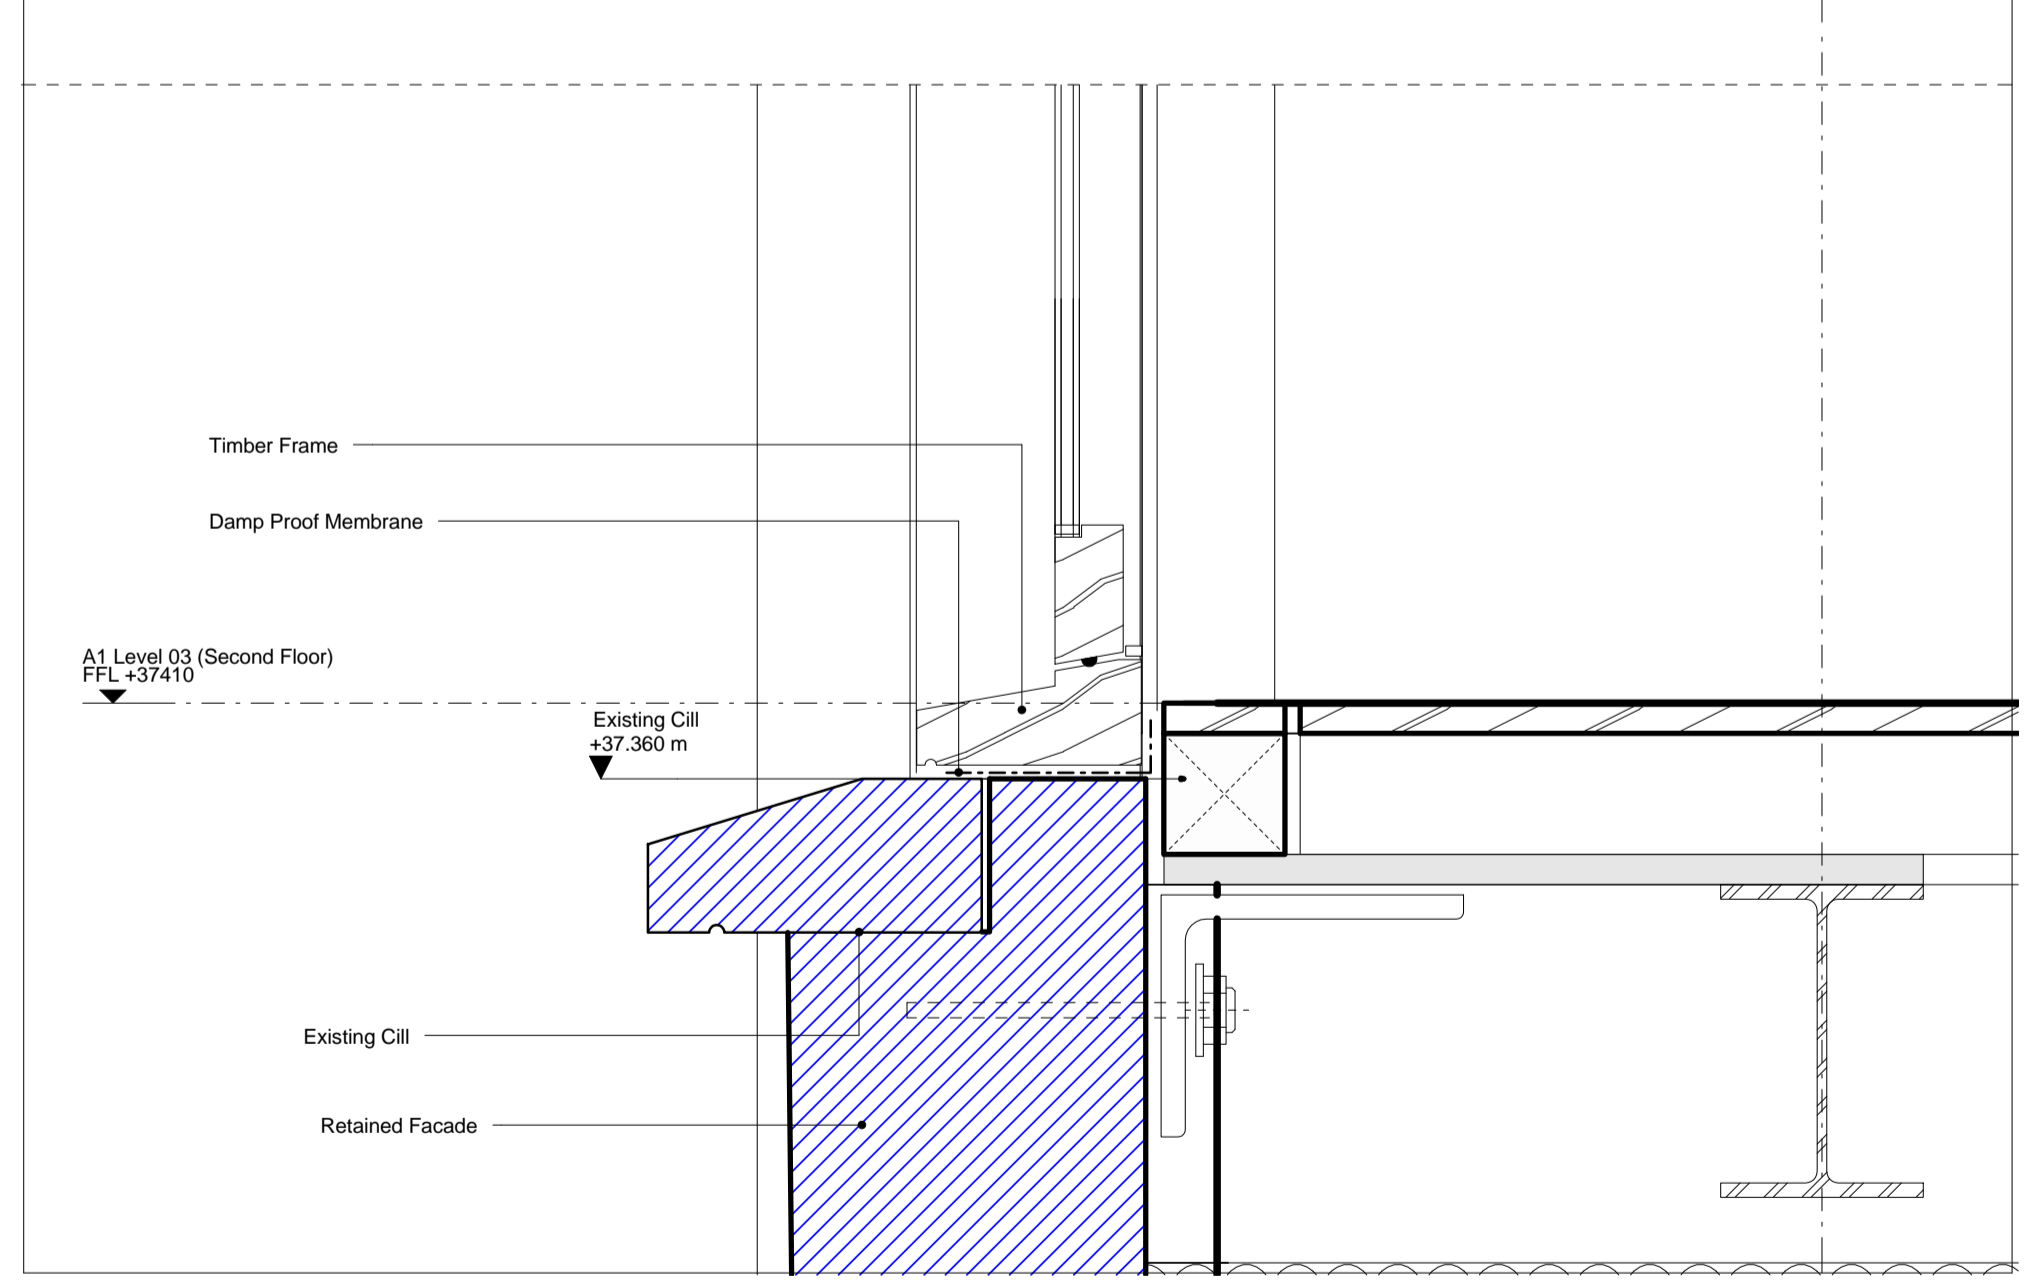 Timber Frame
Damp Proof Membrane
A1 Level 03 (Second Floor)
FFL +37410
Existing Cill
+37.360 m
Existing Cill
Retained Facade